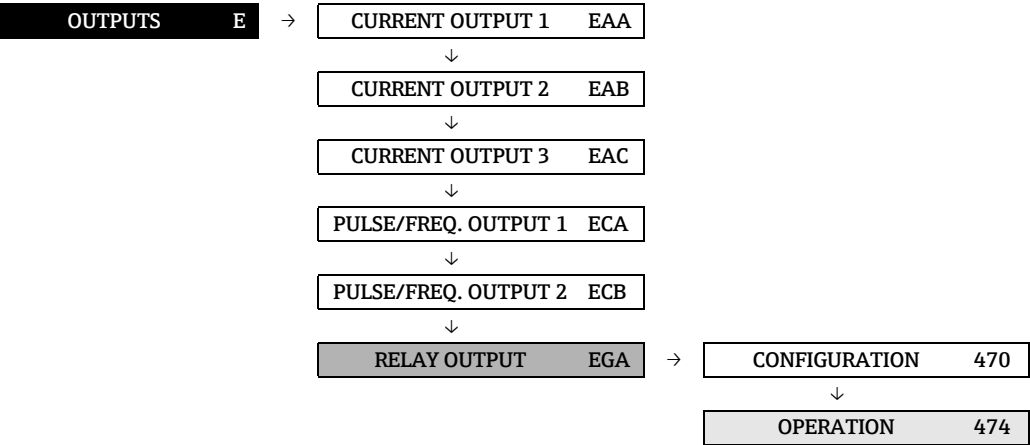 OUTPUTS E → CURRENT OUTPUT 1 EAA
↓
CURRENT OUTPUT 2 EAB
↓
CURRENT OUTPUT 3 EAC
↓
PULSE/FREQ. OUTPUT 1 ECA
↓
PULSE/FREQ. OUTPUT 2 ECB
↓
RELAY OUTPUT EGA → CONFIGURATION 470
↓
OPERATION 474